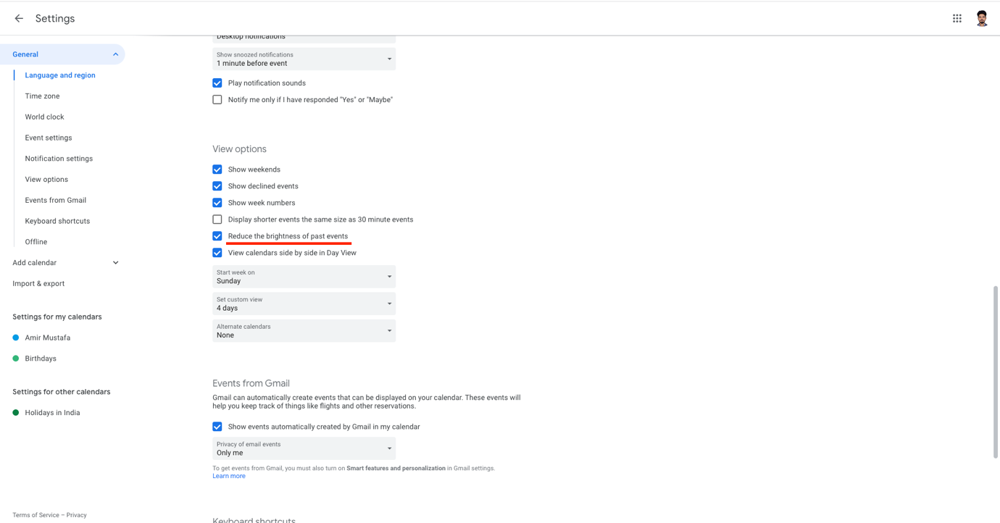 Settings
General
Language and region
Time zone
World clock
Event settings
Notification settings
View options
Events from Gmail
Keyboard shortcuts
Offline
Add calendar
Import & export
Settings for my calendars
Amir Mustafa
Birthdays
Settings for other calendars
Holidays in India
Terms of Service – Privacy
Desktop notifications
Show snoozed notifications
1 minute before event
Play notification sounds
Notify me only if I have responded "Yes" or "Maybe"
View options
Show weekends
Show declined events
Show week numbers
Display shorter events the same size as 30 minute events
Reduce the brightness of past events
View calendars side by side in Day View
Start week on
Sunday
Set custom view
4 days
Alternate calendars
None
Events from Gmail
Gmail can automatically create events that can be displayed on your calendar. These events will
help you keep track of things like flights and other reservations.
Show events automatically created by Gmail in my calendar
Privacy of email events
Only me
To get events from Gmail, you must also turn on Smart features and personalization in Gmail settings.
Learn more
Keyboard shortcuts